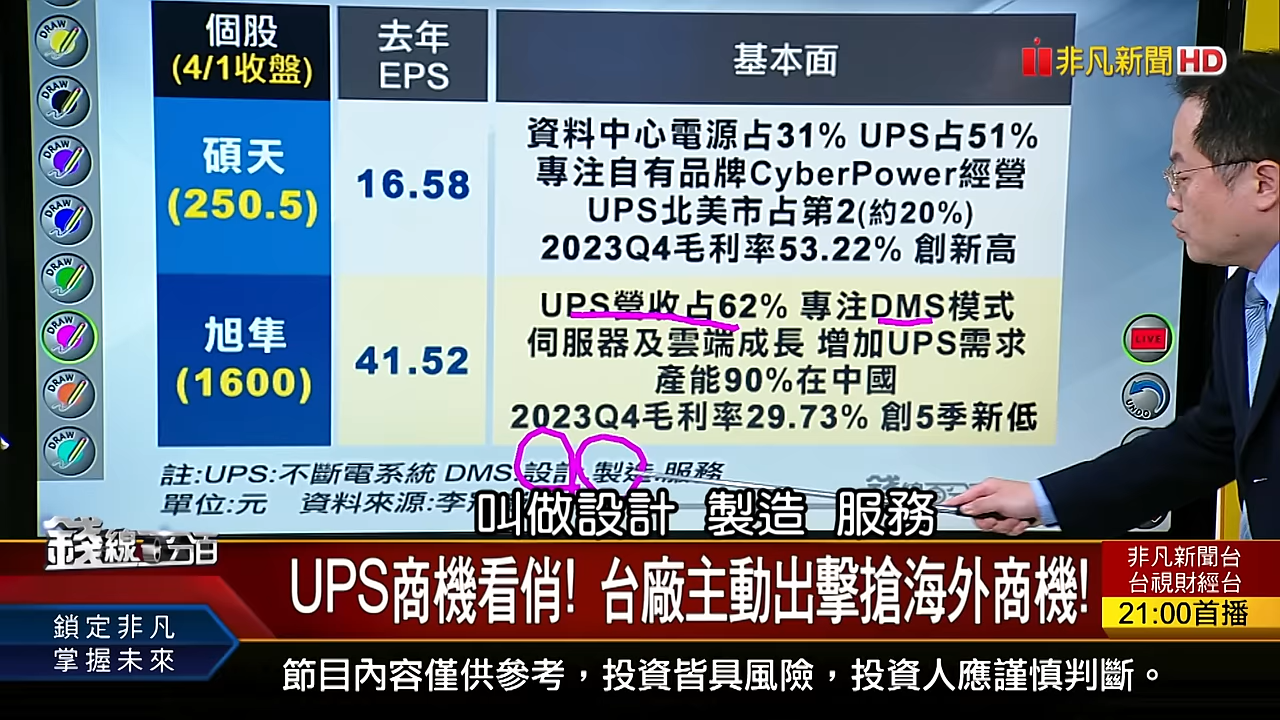 個股
(4/1收盤)
去年
EPS
基本面
非凡新聞HD
碩天
(250.5)
16.58
資料中心電源占31% UPS占51%
專注自有品牌CyberPower經營
UPS北美市占第2(約20%)
2023Q4毛利率53.22% 創新高
旭隼
(1600)
41.52
UPS營收占62% 專注DMS模式
伺服器及雲端成長 增加UPS需求
產能90%在中國
2023Q4毛利率29.73% 創5季新低
DRAW
DRAW
DRAW
DRAW
DRAW
DRAW
DRAW
DRAW
LIVE
UNDO
註:UPS:不斷電系統 DMS:設計 製造 服務
單位:元 資料來源:李
叫做設計 製造 服務
錢線百分百
UPS商機看俏! 台廠主動出擊搶海外商機!
非凡新聞台
台視財經台
21:00首播
鎖定非凡
掌握未來
節目內容僅供參考，投資皆具風險，投資人應謹慎判斷。